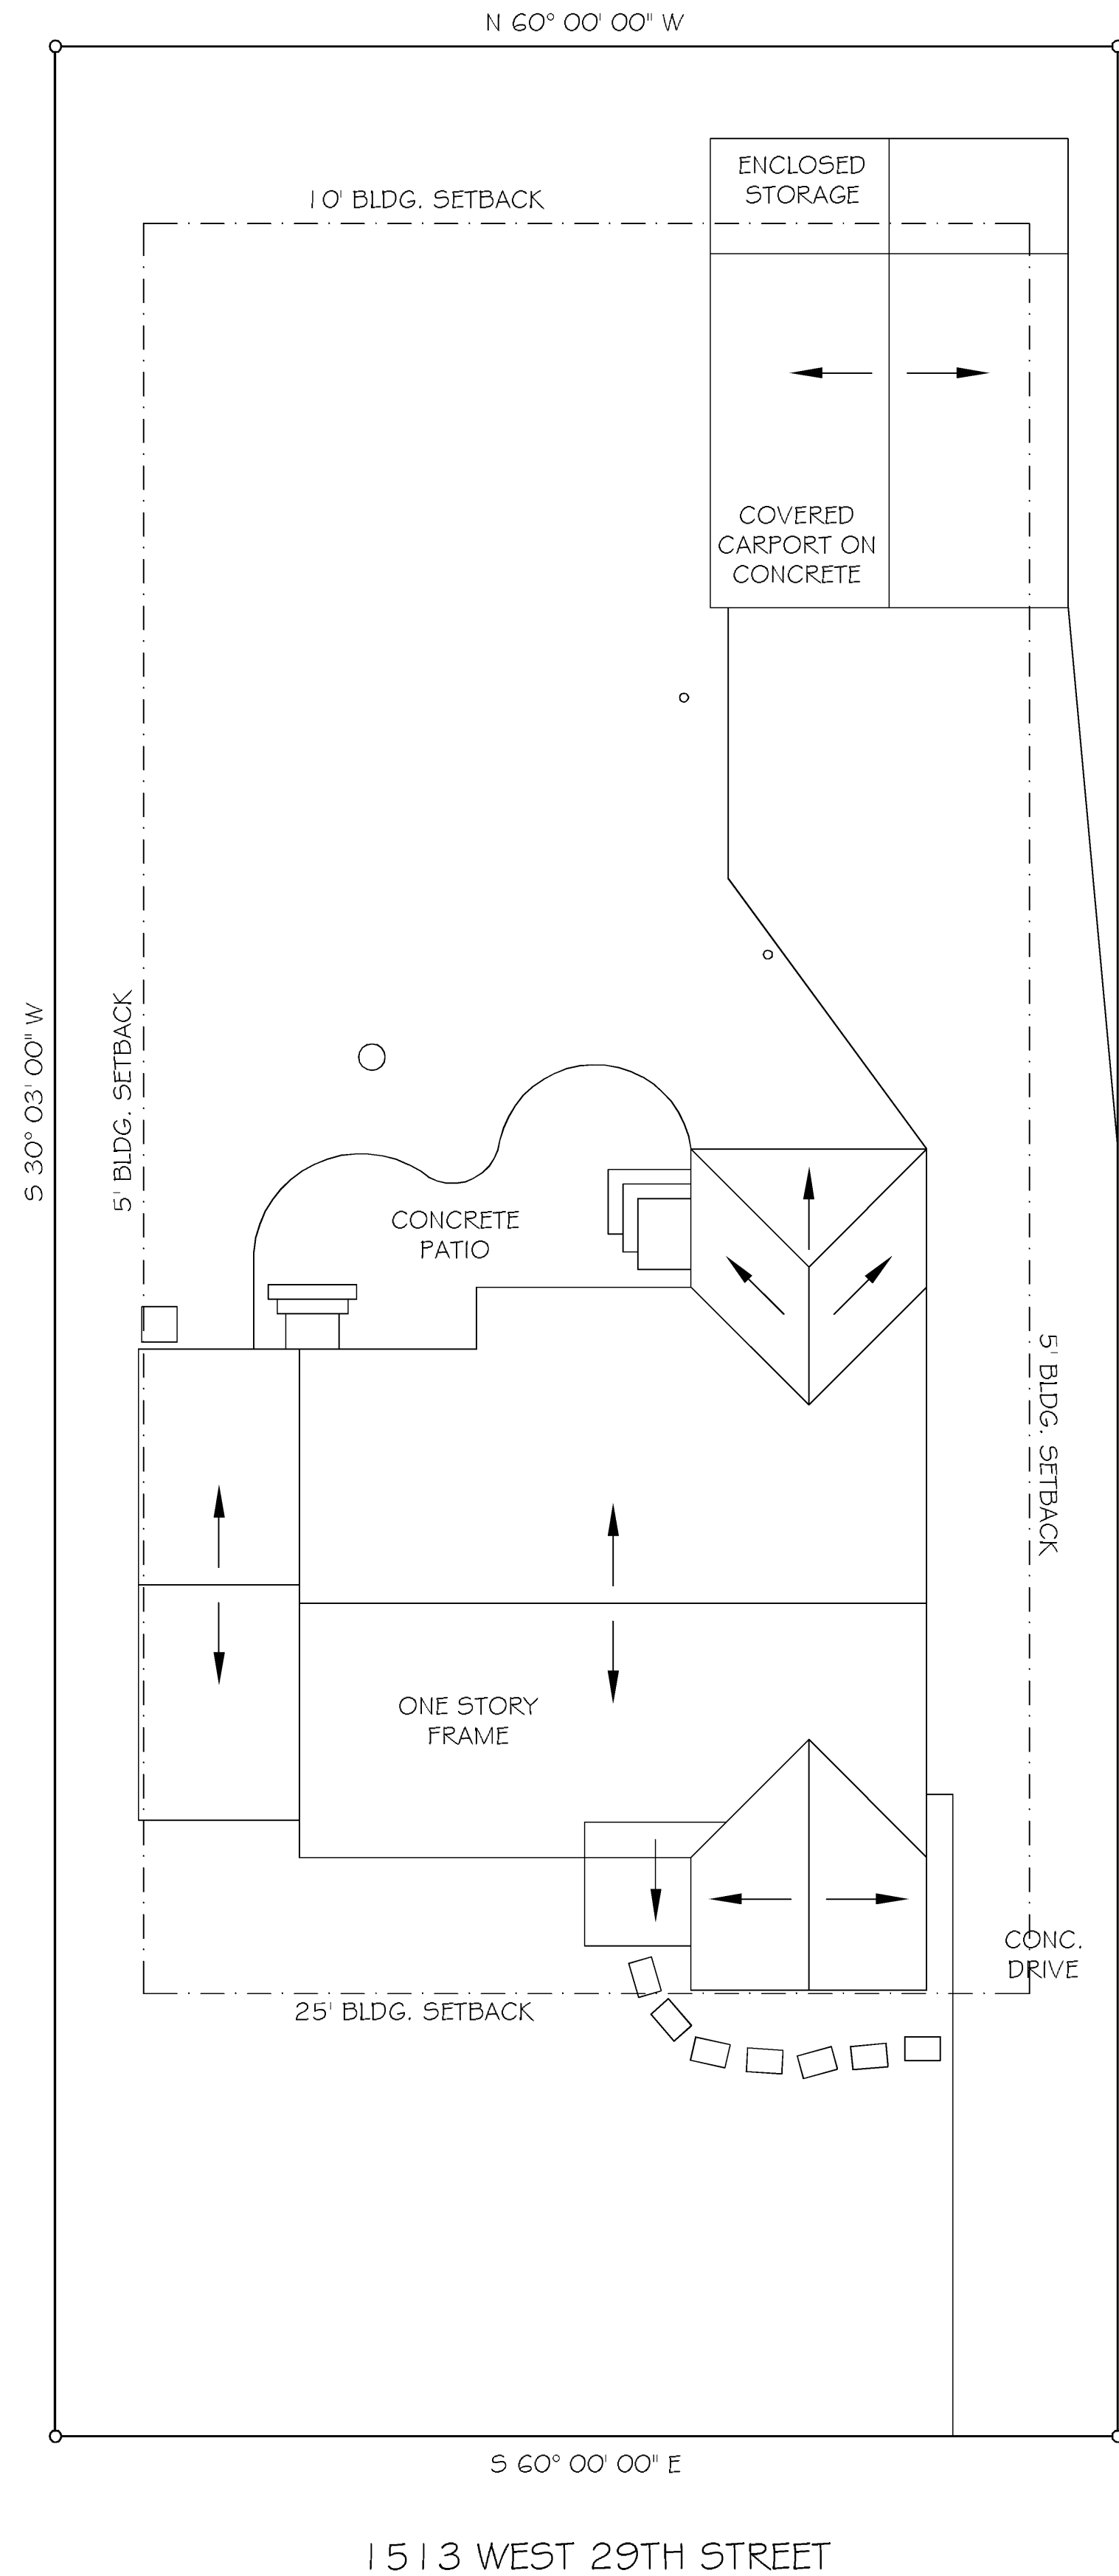 N 60° 00' 00" W
ENCLOSED
STORAGE
10' BLDG. SETBACK
COVERED
CARPORT ON
CONCRETE
S 30° 03' 00" W
5' BLDG. SETBACK
CONCRETE
PATIO
5' BLDG. SETBACK
ONE STORY
FRAME
CONC.
DRIVE
25' BLDG. SETBACK
S 60° 00' 00" E
1513 WEST 29TH STREET